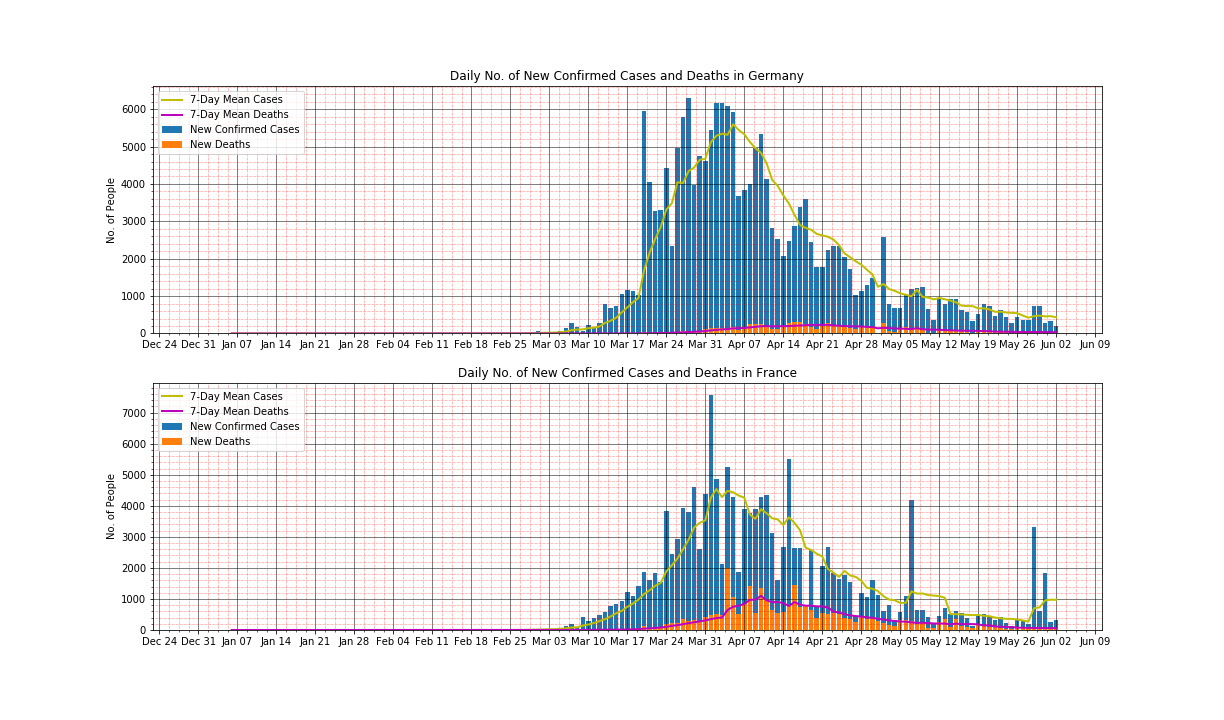 Daily No. of New Confirmed Cases and Deaths in Germany
7-Day Mean Cases
7-Day Mean Deaths
New Confirmed Cases
New Deaths
No. of People
6000
5000
4000
3000
2000
1000
0
Dec 24 Dec 31 Jan 07 Jan 14 Jan 21 Jan 28 Feb 04 Feb 11 Feb 18 Feb 25 Mar 03 Mar 10 Mar 17 Mar 24 Mar 31 Apr 07 Apr 14 Apr 21 Apr 28 May 05 May 12 May 19 May 26 Jun 02 Jun 09
Daily No. of New Confirmed Cases and Deaths in France
7-Day Mean Cases
7-Day Mean Deaths
New Confirmed Cases
New Deaths
No. of People
7000
6000
5000
4000
3000
2000
1000
0
Dec 24 Dec 31 Jan 07 Jan 14 Jan 21 Jan 28 Feb 04 Feb 11 Feb 18 Feb 25 Mar 03 Mar 10 Mar 17 Mar 24 Mar 31 Apr 07 Apr 14 Apr 21 Apr 28 May 05 May 12 May 19 May 26 Jun 02 Jun 09